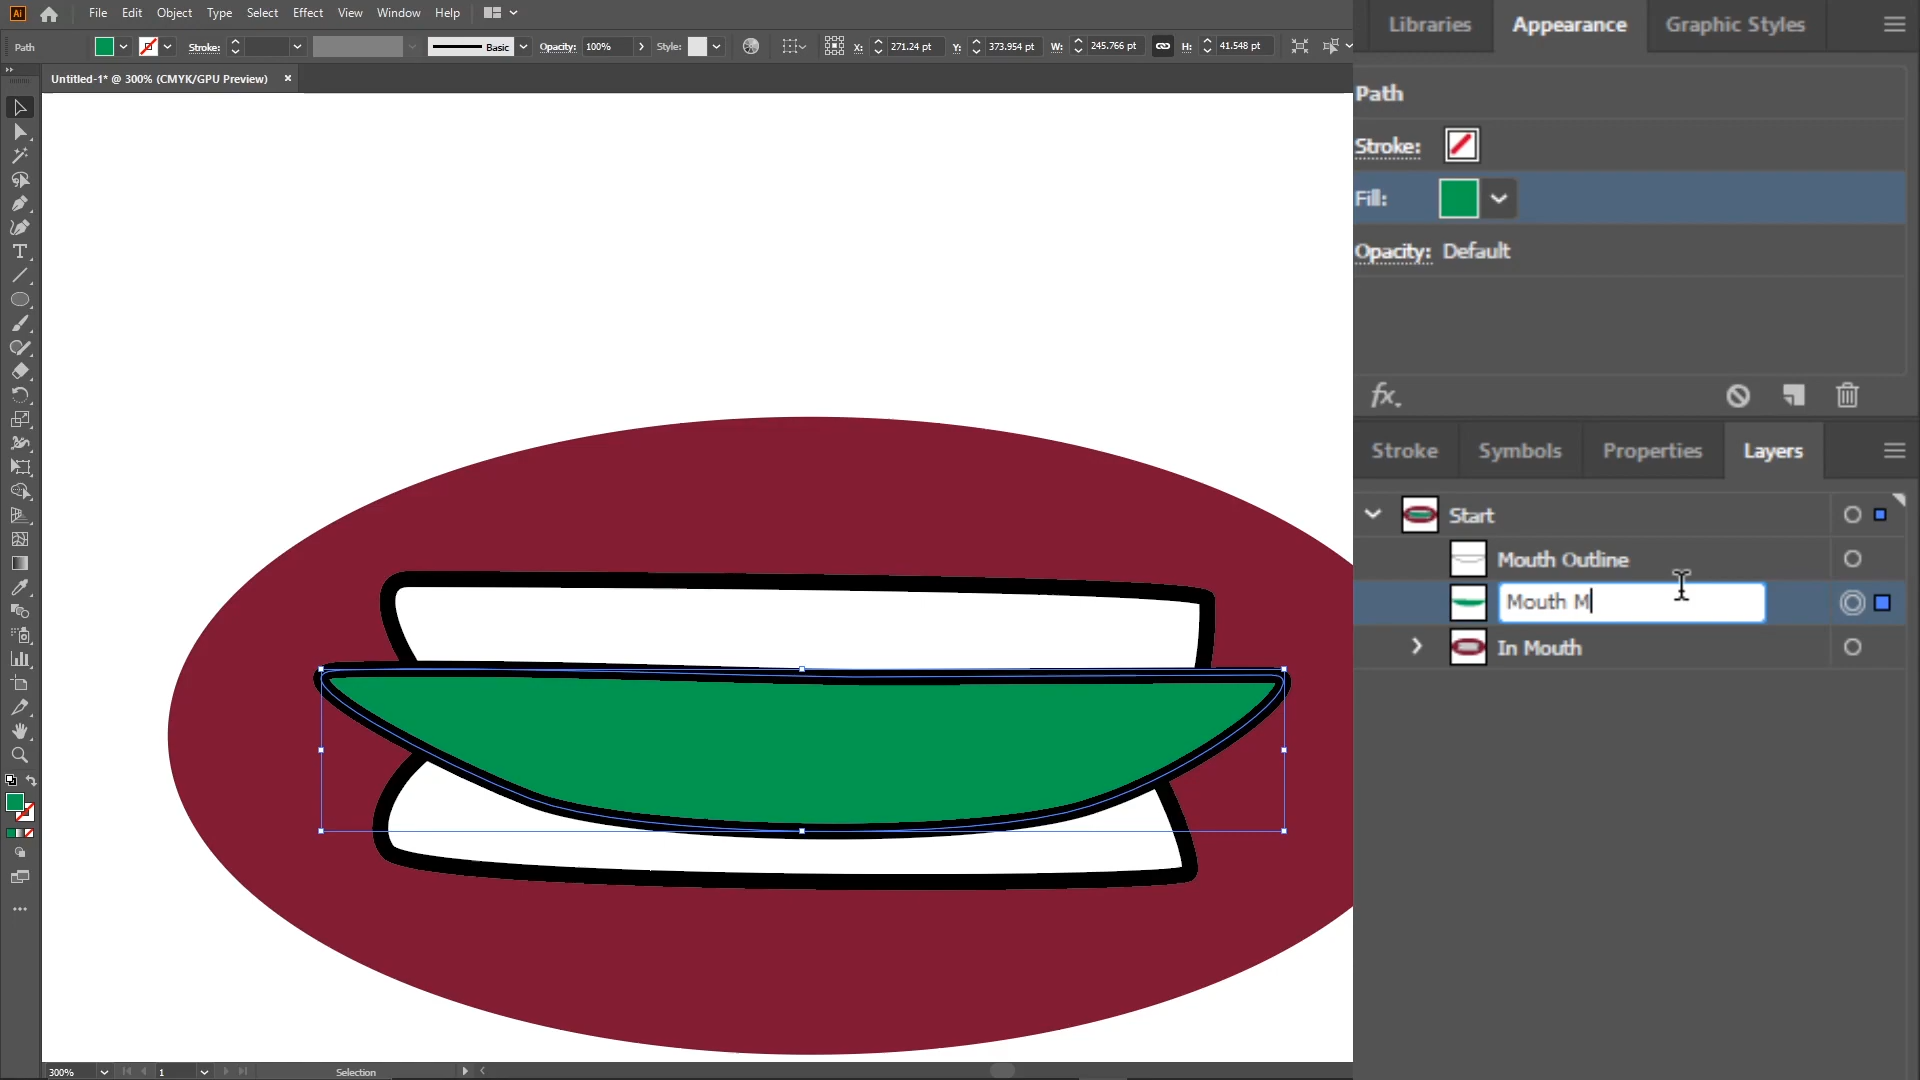 Ai File Edit Object Type Select Effect View Window Help
Path Stroke: Basic Opacity: 100% Style: X: 271.24 pt Y: 373.954 pt W: 245.766 pt H: 41.548 pt
Untitled-1* @ 300% (CMYK/GPU Preview) ×
Libraries Appearance Graphic Styles
Path
Stroke:
Fill:
Opacity: Default
fx.
Stroke Symbols Properties Layers
Start
Mouth Outline
Mouth M
In Mouth
300% 1 Selection